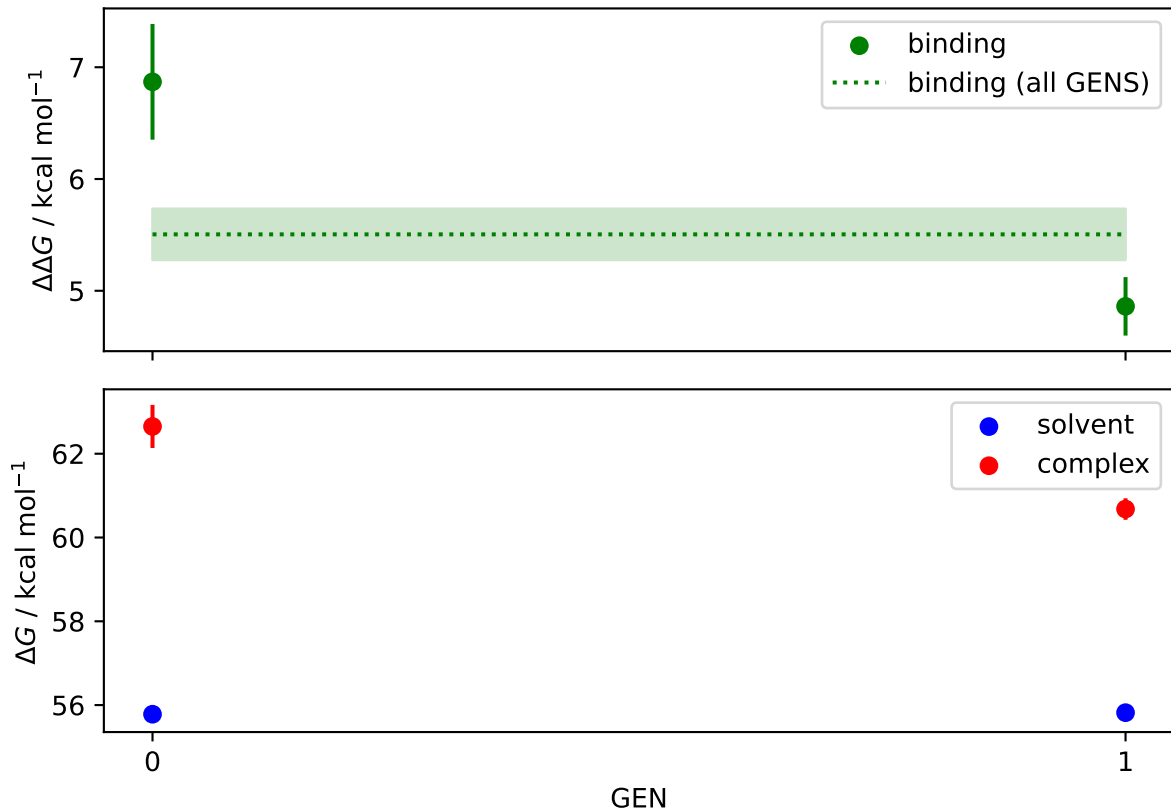 binding
binding (all GENS)
ΔΔG / kcal mol⁻¹
7
6
5
solvent
complex
ΔG / kcal mol⁻¹
62
60
58
56
0 1
GEN